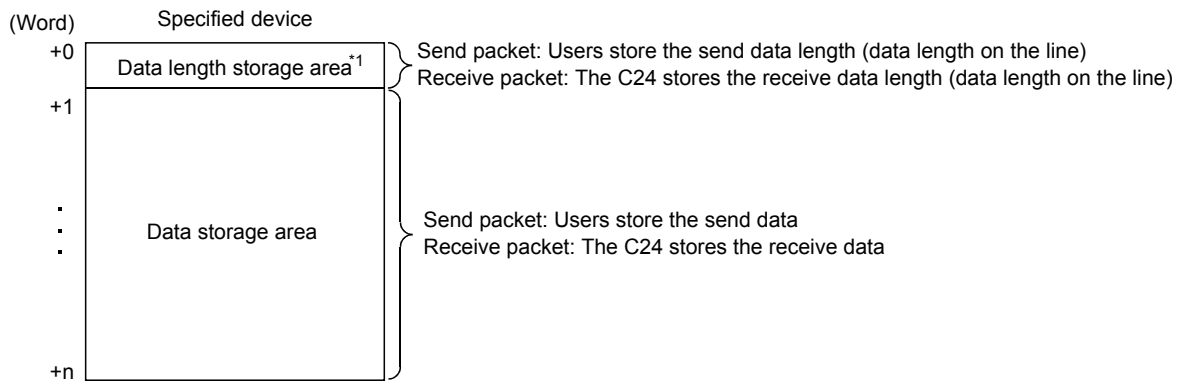 (Word) Specified device
+0 Data length storage area*1 Send packet: Users store the send data length (data length on the line)
Receive packet: The C24 stores the receive data length (data length on the line)
+1
.
.
.
Data storage area
Send packet: Users store the send data
Receive packet: The C24 stores the receive data
+n